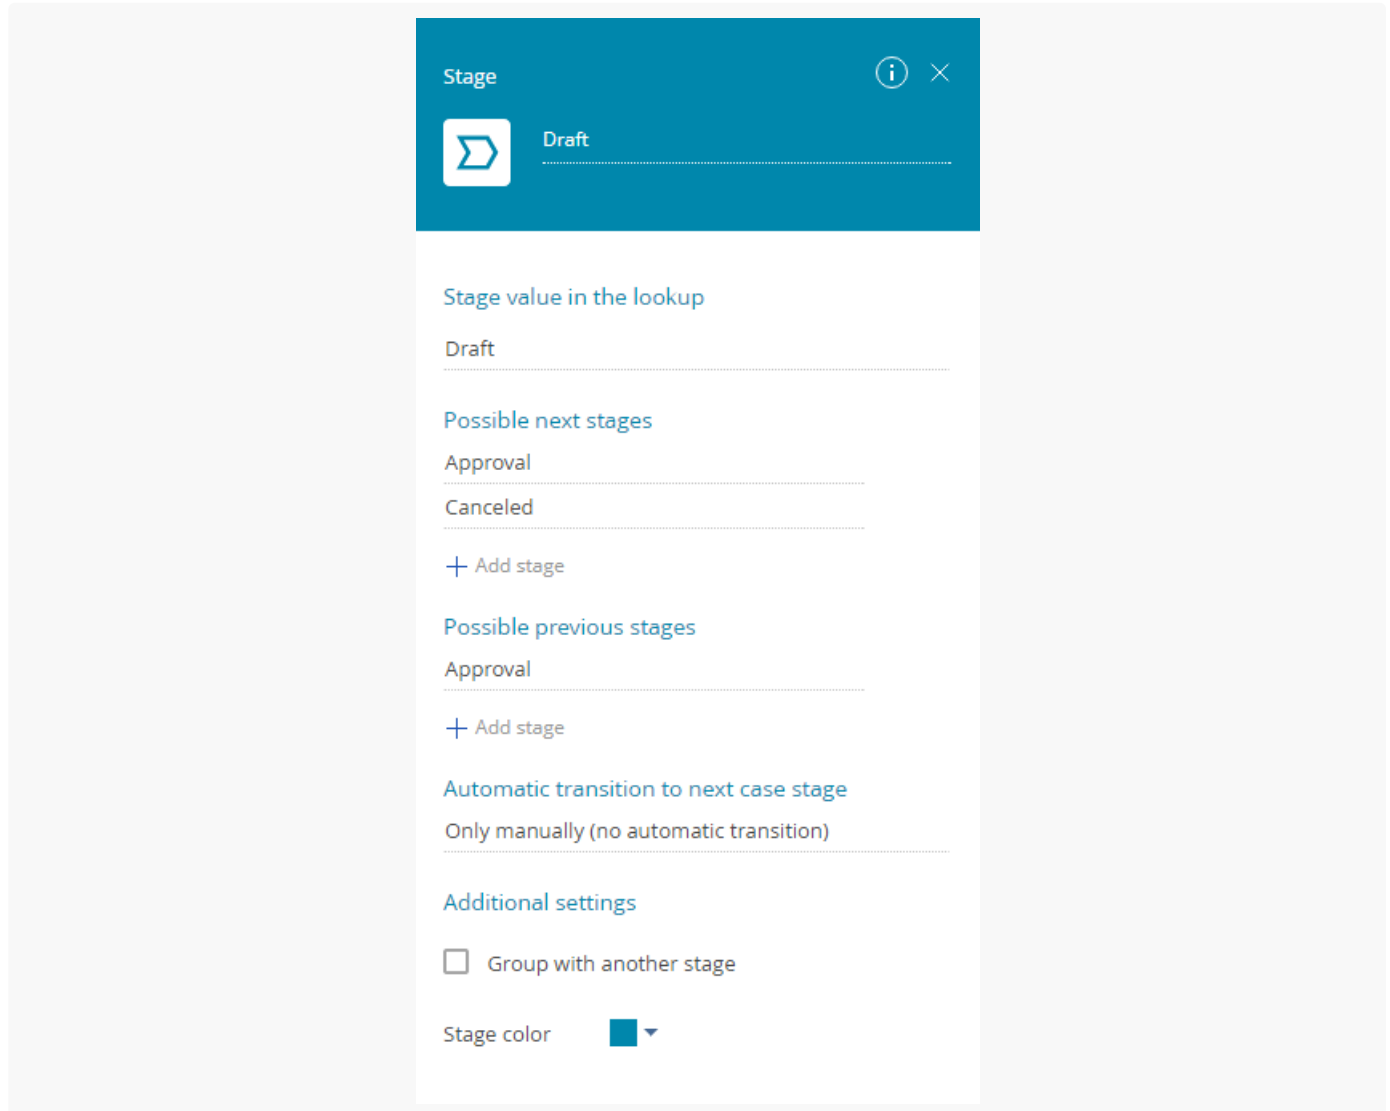 Stage
Draft
Stage value in the lookup
Draft
Possible next stages
Approval
Canceled
Add stage
Possible previous stages
Approval
Add stage
Automatic transition to next case stage
Only manually (no automatic transition)
Additional settings
Group with another stage
Stage color